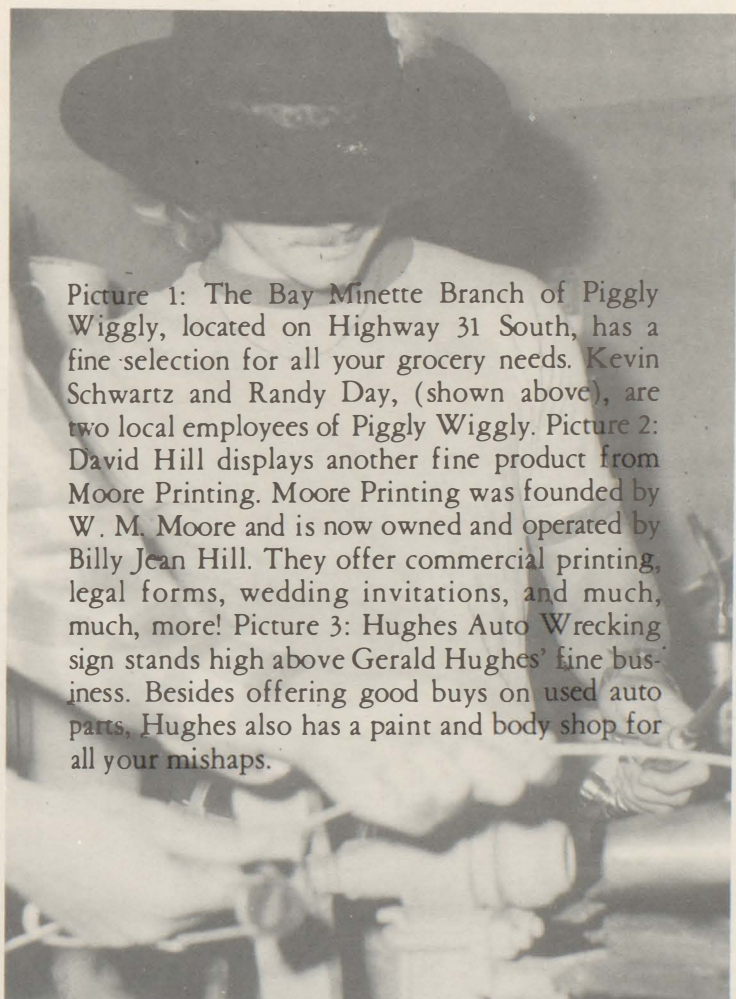 Picture 1: The Bay Minette Branch of Piggly
Wiggly, located on Highway 31 South, has a
fine selection for all your grocery needs. Kevin
Schwartz and Randy Day, (shown above), are
two local employees of Piggly Wiggly. Picture 2:
David Hill displays another fine product from
Moore Printing. Moore Printing was founded by
W. M. Moore and is now owned and operated by
Billy Jean Hill. They offer commercial printing,
legal forms, wedding invitations, and much,
much, more! Picture 3: Hughes Auto Wrecking
sign stands high above Gerald Hughes' fine bus-
iness. Besides offering good buys on used auto
parts, Hughes also has a paint and body shop for
all your mishaps.